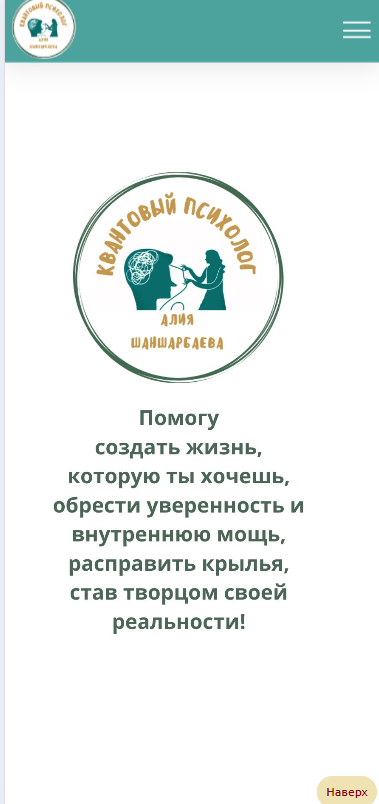 КВАНТОВЫЙ ПСИХОЛОГ
АЛИЯ
ШАНШАРБАЕВА
КВАНТОВЫЙ ПСИХОЛОГ
АЛИЯ
ШАНШАРБАЕВА
Помогу
создать жизнь,
которую ты хочешь,
обрести уверенность и
внутреннюю мощь,
расправить крылья,
став творцом своей
реальности!
Наверх